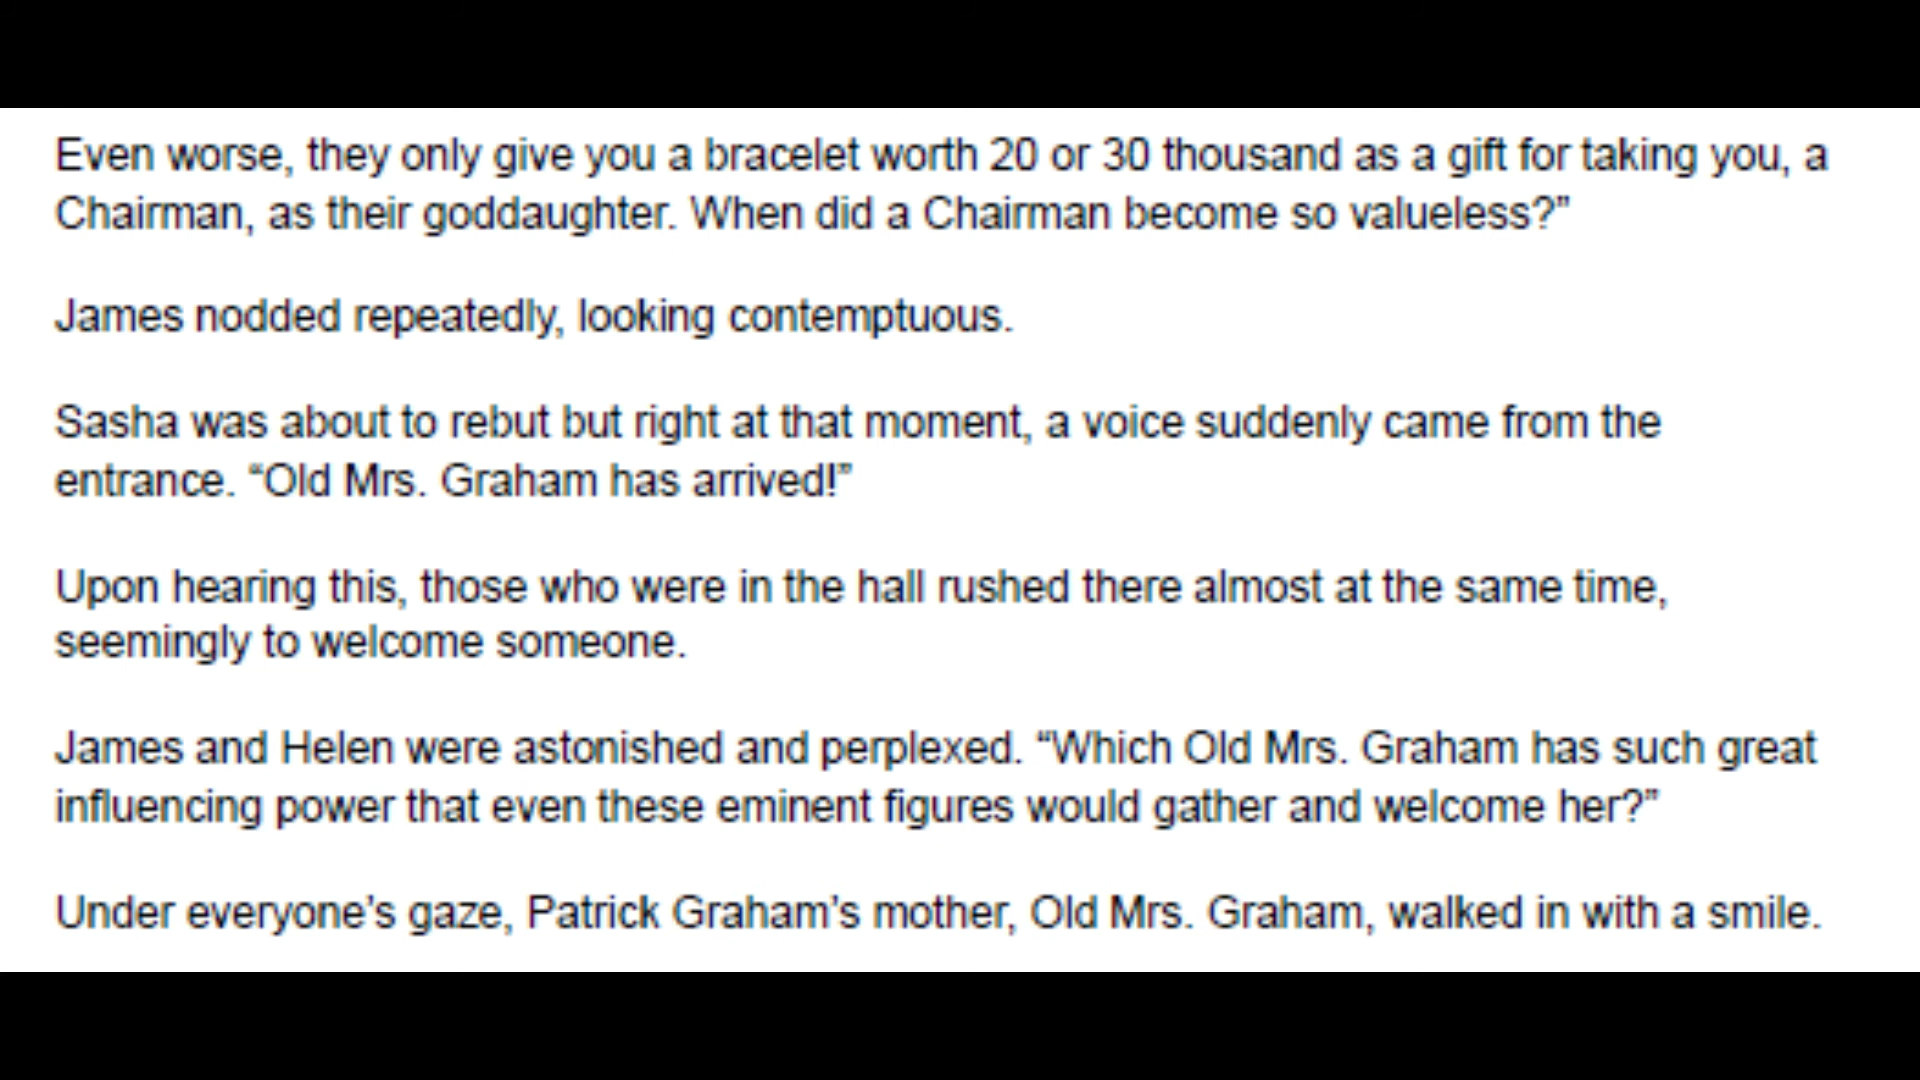 Even worse, they only give you a bracelet worth 20 or 30 thousand as a gift for taking you, a
Chairman, as their goddaughter. When did a Chairman become so valueless?”
James nodded repeatedly, looking contemptuous.
Sasha was about to rebut but right at that moment, a voice suddenly came from the
entrance. “Old Mrs. Graham has arrived!”
Upon hearing this, those who were in the hall rushed there almost at the same time,
seemingly to welcome someone.
James and Helen were astonished and perplexed. “Which Old Mrs. Graham has such great
influencing power that even these eminent figures would gather and welcome her?”
Under everyone’s gaze, Patrick Graham’s mother, Old Mrs. Graham, walked in with a smile.